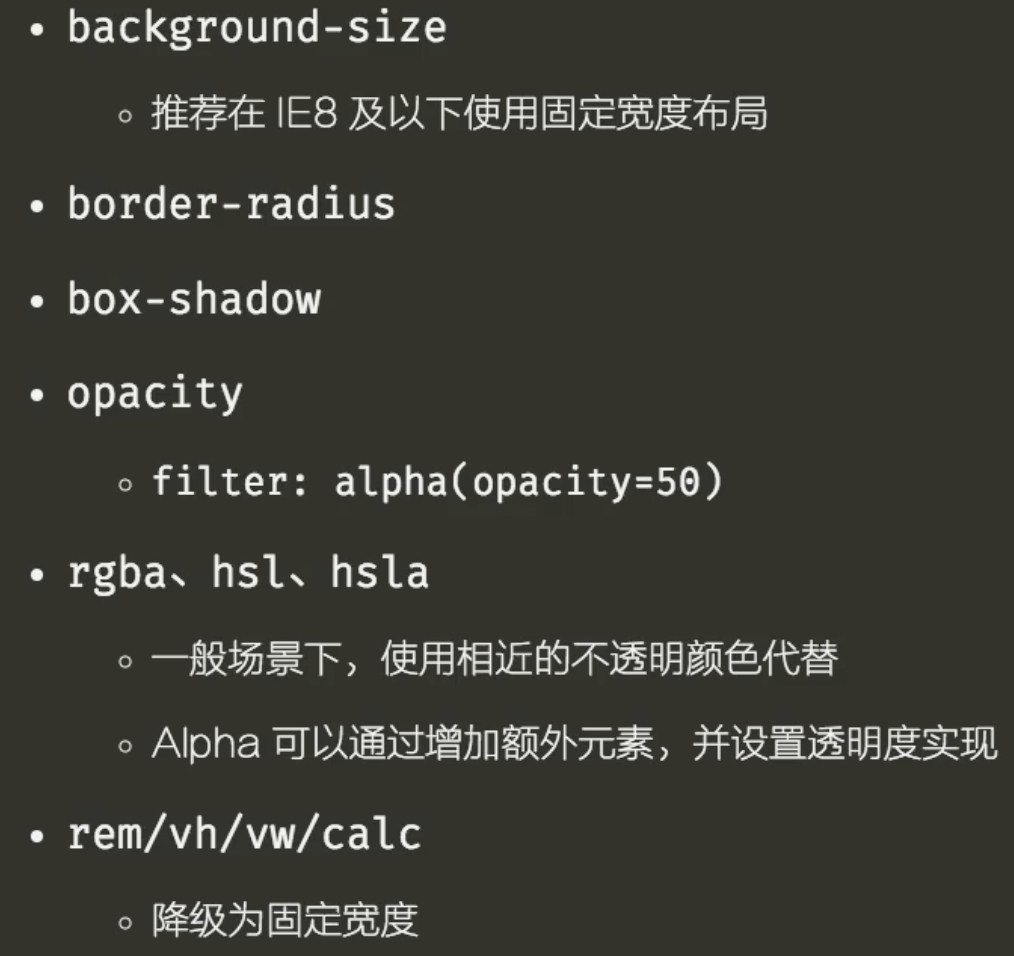 • background-size
◦ 推荐在 IE8 及以下使用固定宽度布局
• border-radius
• box-shadow
• opacity
◦ filter: alpha(opacity=50)
• rgba、hsl、hsla
◦ 一般场景下，使用相近的不透明颜色代替
◦ Alpha 可以通过增加额外元素，并设置透明度实现
• rem/vh/vw/calc
◦ 降级为固定宽度